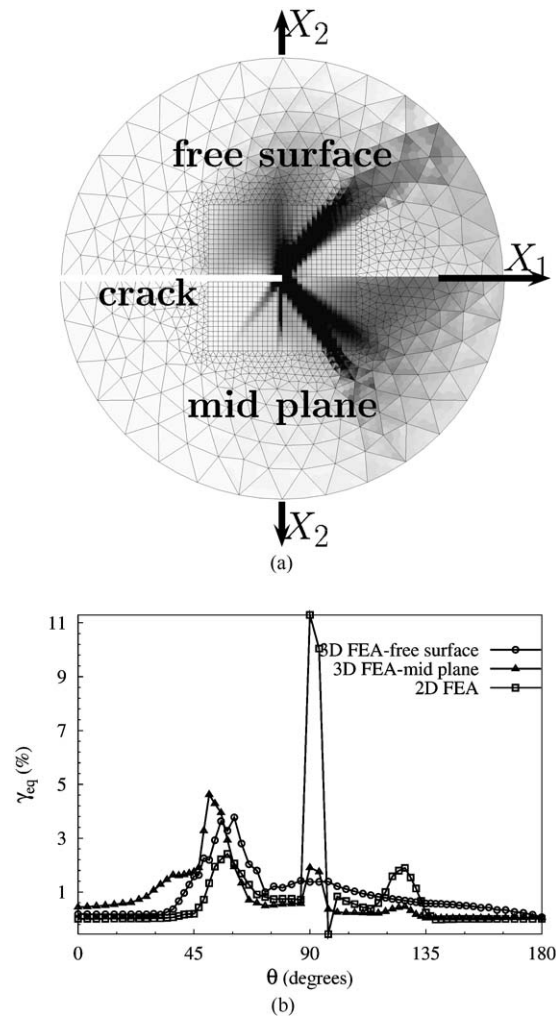 X2
free surface
X1
crack
mid plane
X2
(a)
11
9
7
5
3
1
γeq (%)
3D FEA-free surface
3D FEA-mid plane
2D FEA
0
45
90
135
180
θ (degrees)
(b)